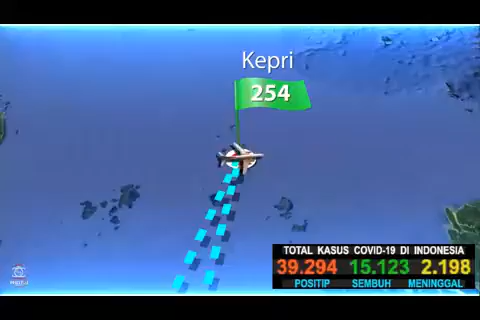 Kepri
254
TOTAL KASUS COVID-19 DI INDONESIA
39.294 15.123 2.198
POSITIP SEMBUH MENINGGAL